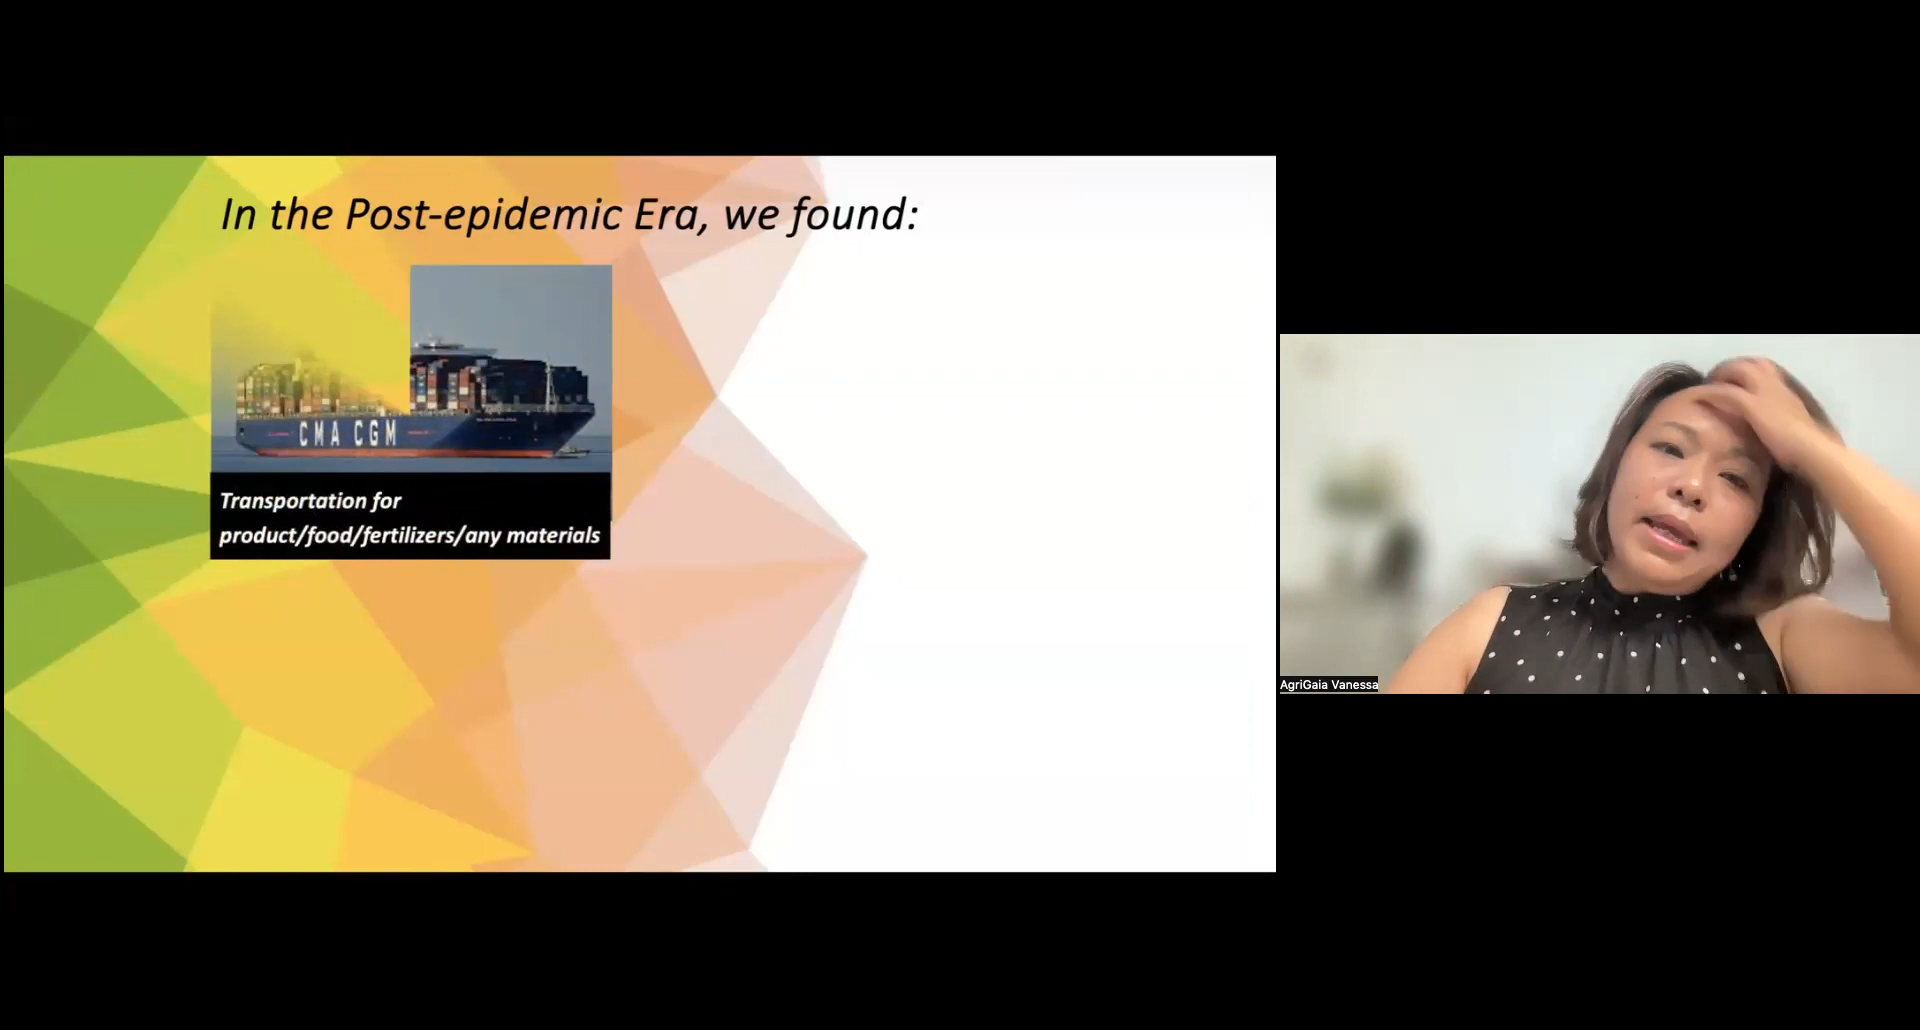 In the Post-epidemic Era, we found:
CMA CGM
Transportation for
product/food/fertilizers/any materials
AgriGaia Vanessa